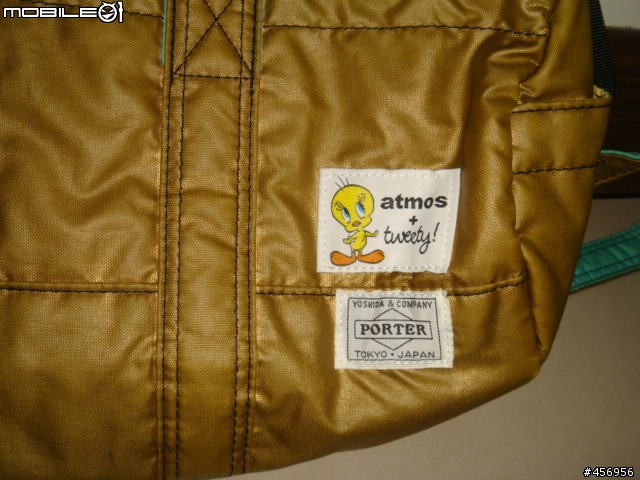 MOBILE01
atmos
+
tweety!
YOSHIDA & COMPANY
PORTER
TOKYO • JAPAN
#456956